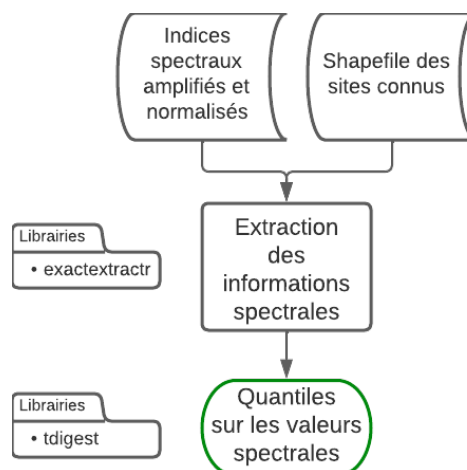 Indices
spectraux
amplifiés et
normalisés
Shapefile des
sites connus
Librairies
• exactextractr
Extraction
des
informations
spectrales
Librairies
• tdigest
Quantiles
sur les valeurs
spectrales